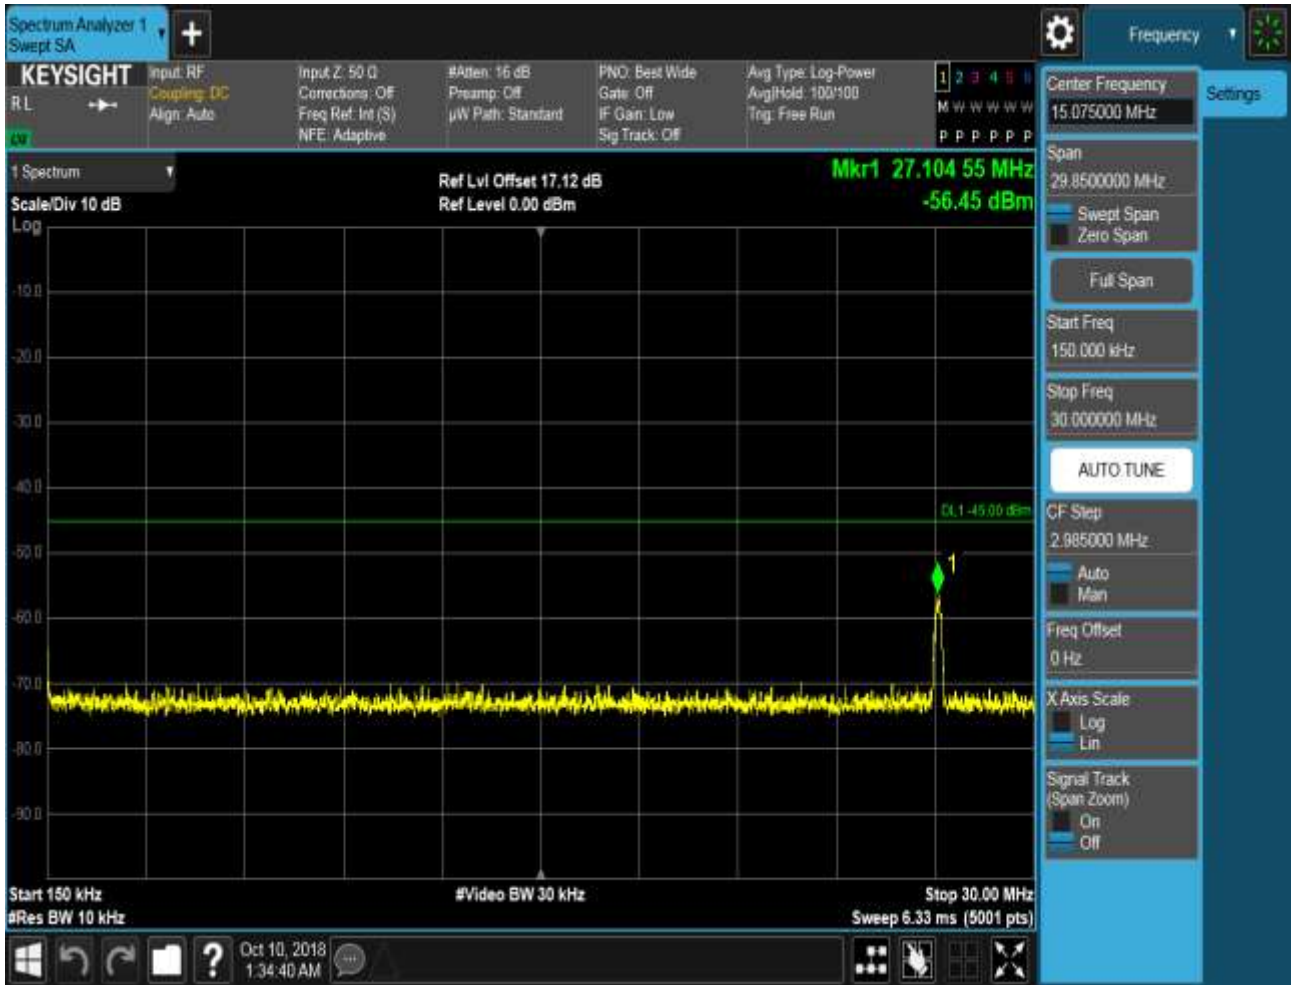 Spectrum Analyzer 1
Swept SA
Frequency
KEYSIGHT
RL
Input: RF
Coupling: DC
Align: Auto
Input Z: 50 Ω
Corrections: Off
Freq Ref: Int (S)
NFE: Adaptive
#Atten: 16 dB
Preamp: Off
µW Path: Standard
PNO: Best Wide
Gate: Off
IF Gain: Low
Sig Track: Off
Avg Type: Log-Power
Avg|Hold: 100/100
Trig: Free Run
1 2 3 4 5 6
M W W W W W
P P P P P P
1 Spectrum
Scale/Div 10 dB
Log
Ref Lvl Offset 17.12 dB
Ref Level 0.00 dBm
Mkr1 27.104 55 MHz
-56.45 dBm
-10.0
-20.0
-30.0
-40.0
-50.0
-60.0
-70.0
-80.0
-90.0
DL1 -45.00 dBm
1
Start 150 kHz
#Res BW 10 kHz
#Video BW 30 kHz
Stop 30.00 MHz
Sweep 6.33 ms (5001 pts)
Center Frequency
15.075000 MHz
Settings
Span
29.8500000 MHz
Swept Span
Zero Span
Full Span
Start Freq
150.000 kHz
Stop Freq
30.000000 MHz
AUTO TUNE
CF Step
2.985000 MHz
Auto
Man
Freq Offset
0 Hz
X Axis Scale
Log
Lin
Signal Track
(Span Zoom)
On
Off
?
Oct 10, 2018
1:34:40 AM